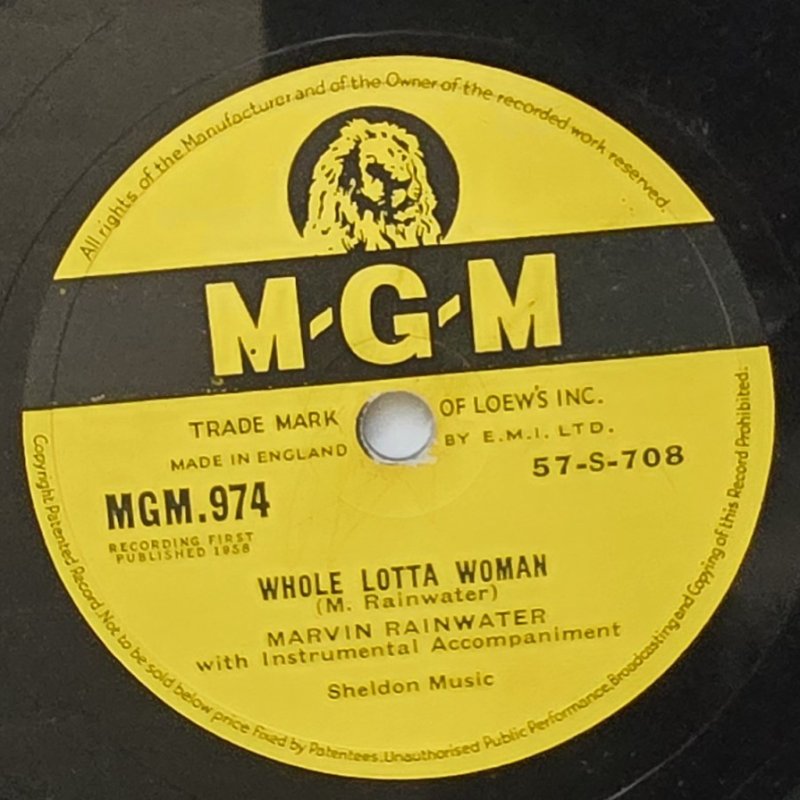 All rights of the Manufacturer and of the Owner of the recorded work reserved.
M-G-M
TRADE MARK OF LOEW'S INC.
MADE IN ENGLAND BY E.M.I. LTD.
57-S-708
MGM.974
RECORDING FIRST
PUBLISHED 1958
WHOLE LOTTA WOMAN
(M. Rainwater)
MARVIN RAINWATER
with Instrumental Accompaniment
Sheldon Music
Copyright. Patented Record. Not to be sold below price fixed by Patentees. Unauthorised Public Performance, Broadcasting and Copying of this Record Prohibited.